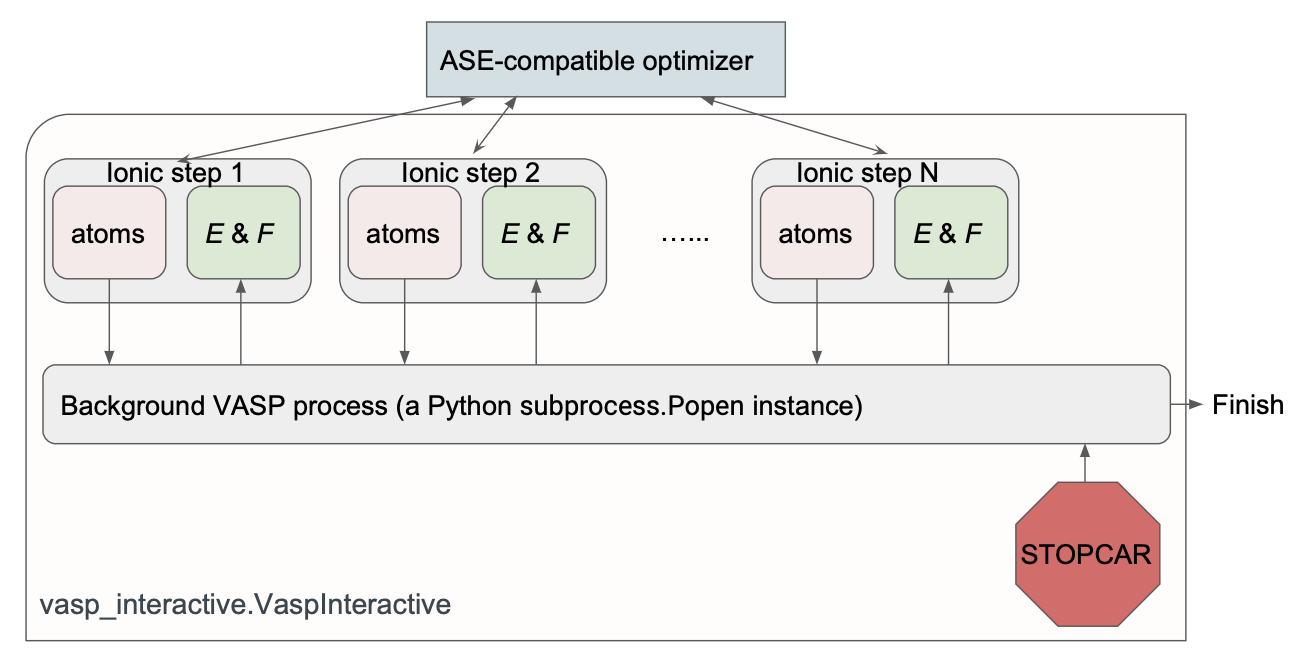 ASE-compatible optimizer
Ionic step 1
Ionic step 2
Ionic step N
atoms
E & F
atoms
E & F
......
atoms
E & F
Background VASP process (a Python subprocess.Popen instance)
Finish
STOPCAR
vasp_interactive.VaspInteractive